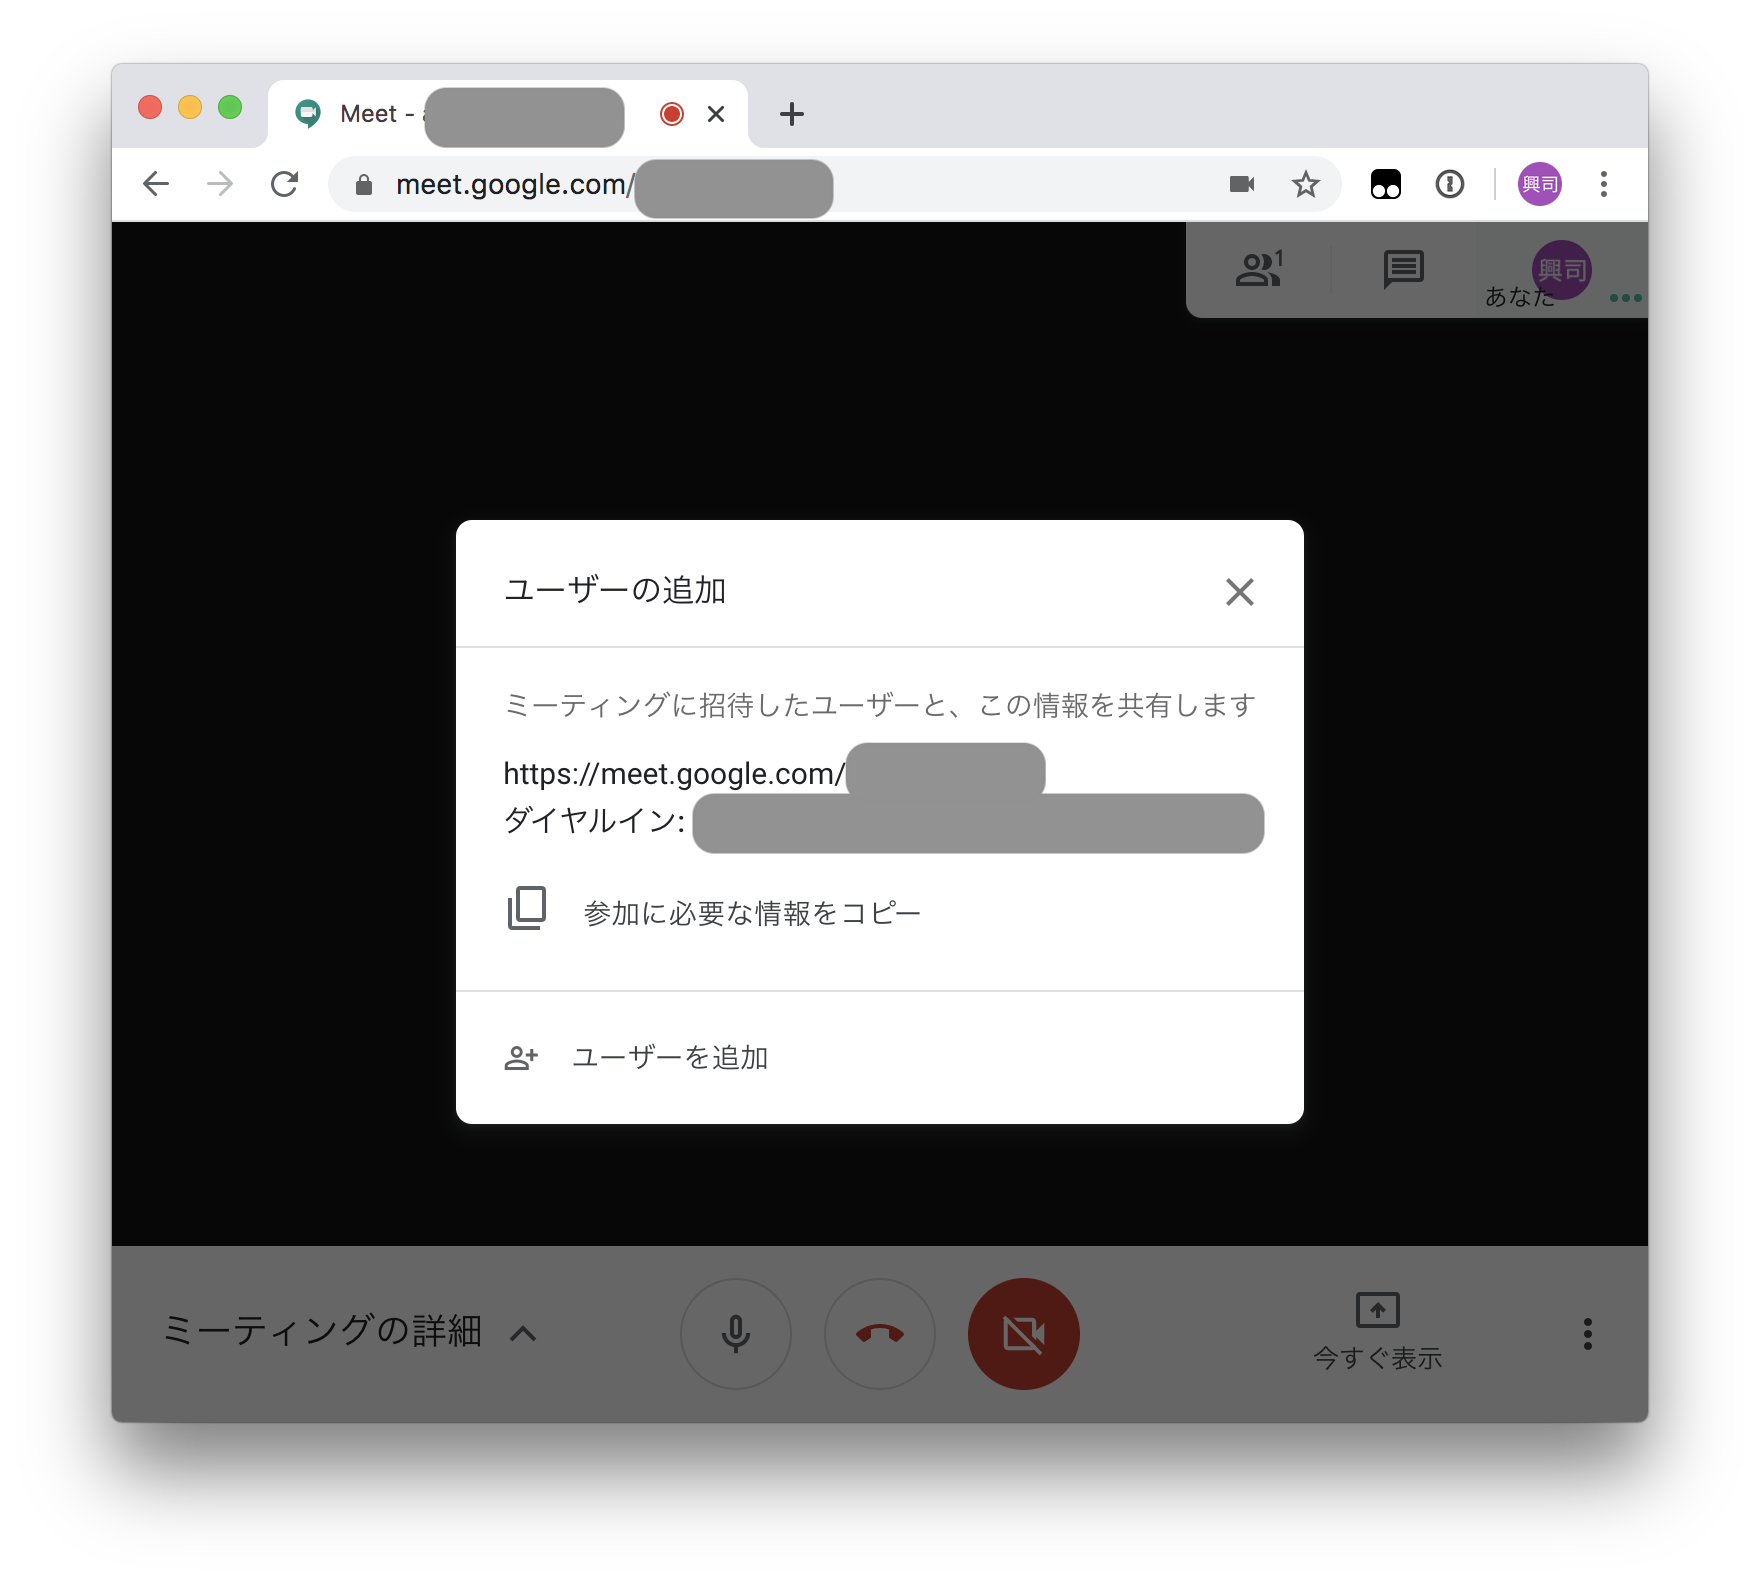 Meet -
meet.google.com/
興司
1
興司
あなた
ユーザーの追加
ミーティングに招待したユーザーと、この情報を共有します
https://meet.google.com/
ダイヤルイン:
参加に必要な情報をコピー
ユーザーを追加
ミーティングの詳細
今すぐ表示